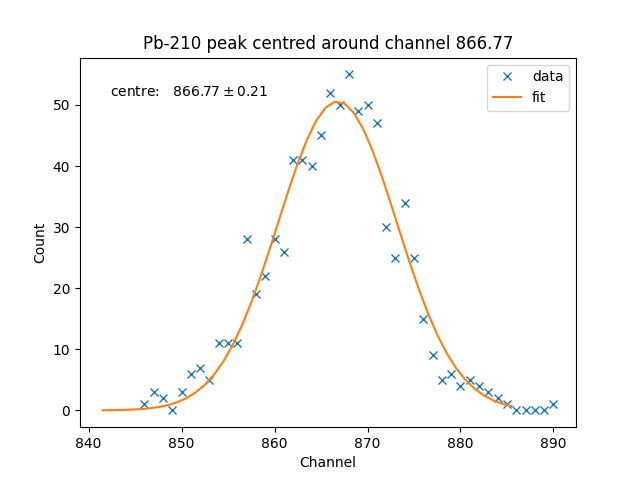 Pb-210 peak centred around channel 866.77
centre: 866.77 ± 0.21
data
fit
50
40
30
20
10
0
Count
840 850 860 870 880 890
Channel